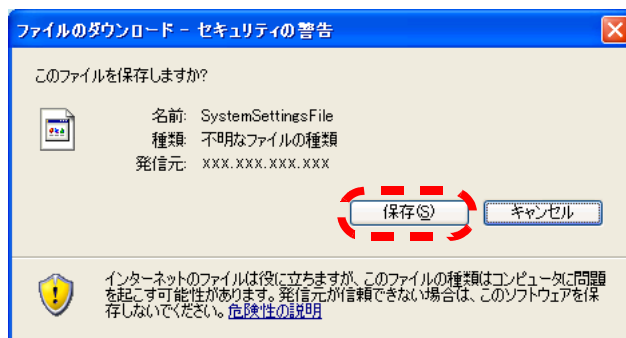 ファイルのダウンロード - セキュリティの警告
このファイルを保存しますか?
名前: SystemSettingsFile
種類: 不明なファイルの種類
発信元: xxx.xxx.xxx.xxx
保存(S)
キャンセル
インターネットのファイルは役に立ちますが、このファイルの種類はコンピュータに問題
を起こす可能性があります。発信元が信頼できない場合は、このソフトウェアを保
存しないでください。危険性の説明